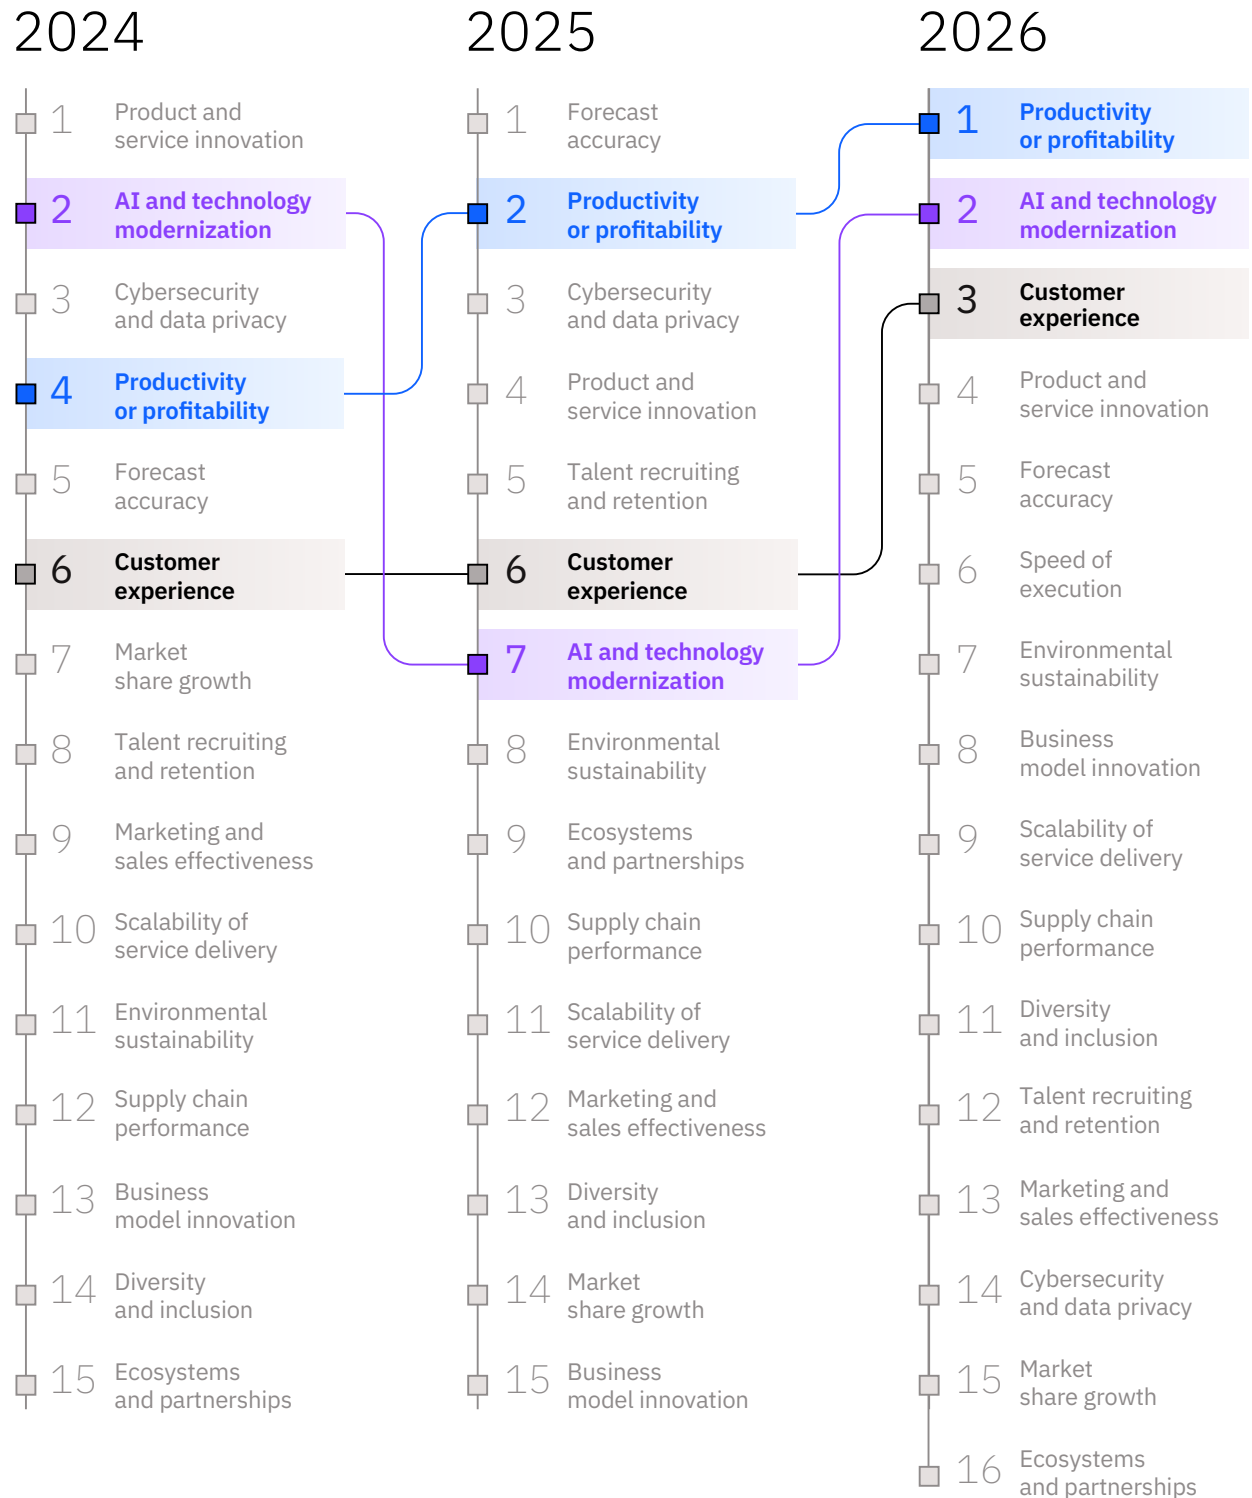 2024
1 Product and
service innovation
2 AI and technology
modernization
3 Cybersecurity
and data privacy
4 Productivity
or profitability
5 Forecast
accuracy
6 Customer
experience
7 Market
share growth
8 Talent recruiting
and retention
9 Marketing and
sales effectiveness
10 Scalability of
service delivery
11 Environmental
sustainability
12 Supply chain
performance
13 Business
model innovation
14 Diversity
and inclusion
15 Ecosystems
and partnerships
2025
1 Forecast
accuracy
2 Productivity
or profitability
3 Cybersecurity
and data privacy
4 Product and
service innovation
5 Talent recruiting
and retention
6 Customer
experience
7 AI and technology
modernization
8 Environmental
sustainability
9 Ecosystems
and partnerships
10 Supply chain
performance
11 Scalability of
service delivery
12 Marketing and
sales effectiveness
13 Diversity
and inclusion
14 Market
share growth
15 Business
model innovation
2026
1 Productivity
or profitability
2 AI and technology
modernization
3 Customer
experience
4 Product and
service innovation
5 Forecast
accuracy
6 Speed of
execution
7 Environmental
sustainability
8 Business
model innovation
9 Scalability of
service delivery
10 Supply chain
performance
11 Diversity
and inclusion
12 Talent recruiting
and retention
13 Marketing and
sales effectiveness
14 Cybersecurity
and data privacy
15 Market
share growth
16 Ecosystems
and partnerships